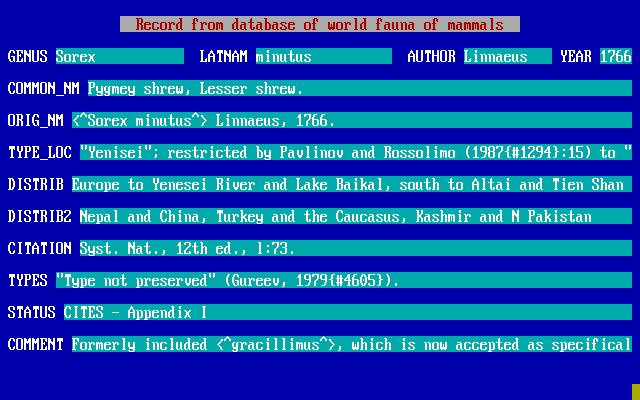 Record from database of world fauna of mammals
GENUS Sorex LATNAM minutus AUTHOR Linnaeus YEAR 1766
COMMON_NM Pygmey shrew, Lesser shrew.
ORIG_NM <^Sorex minutus^> Linnaeus, 1766.
TYPE_LOC "Yenisei"; restricted by Pavlinov and Rossolimo (1987{#1294}:15) to "
DISTRIB Europe to Yenesei River and Lake Baikal, south to Altai and Tien Shan
DISTRIB2 Nepal and China, Turkey and the Caucasus, Kashmir and N Pakistan
CITATION Syst. Nat., 12th ed., 1:73.
TYPES "Type not preserved" (Gureev, 1979{#4605}).
STATUS CITES - Appendix I
COMMENT Formerly included <^gracillimus^>, which is now accepted as specifical